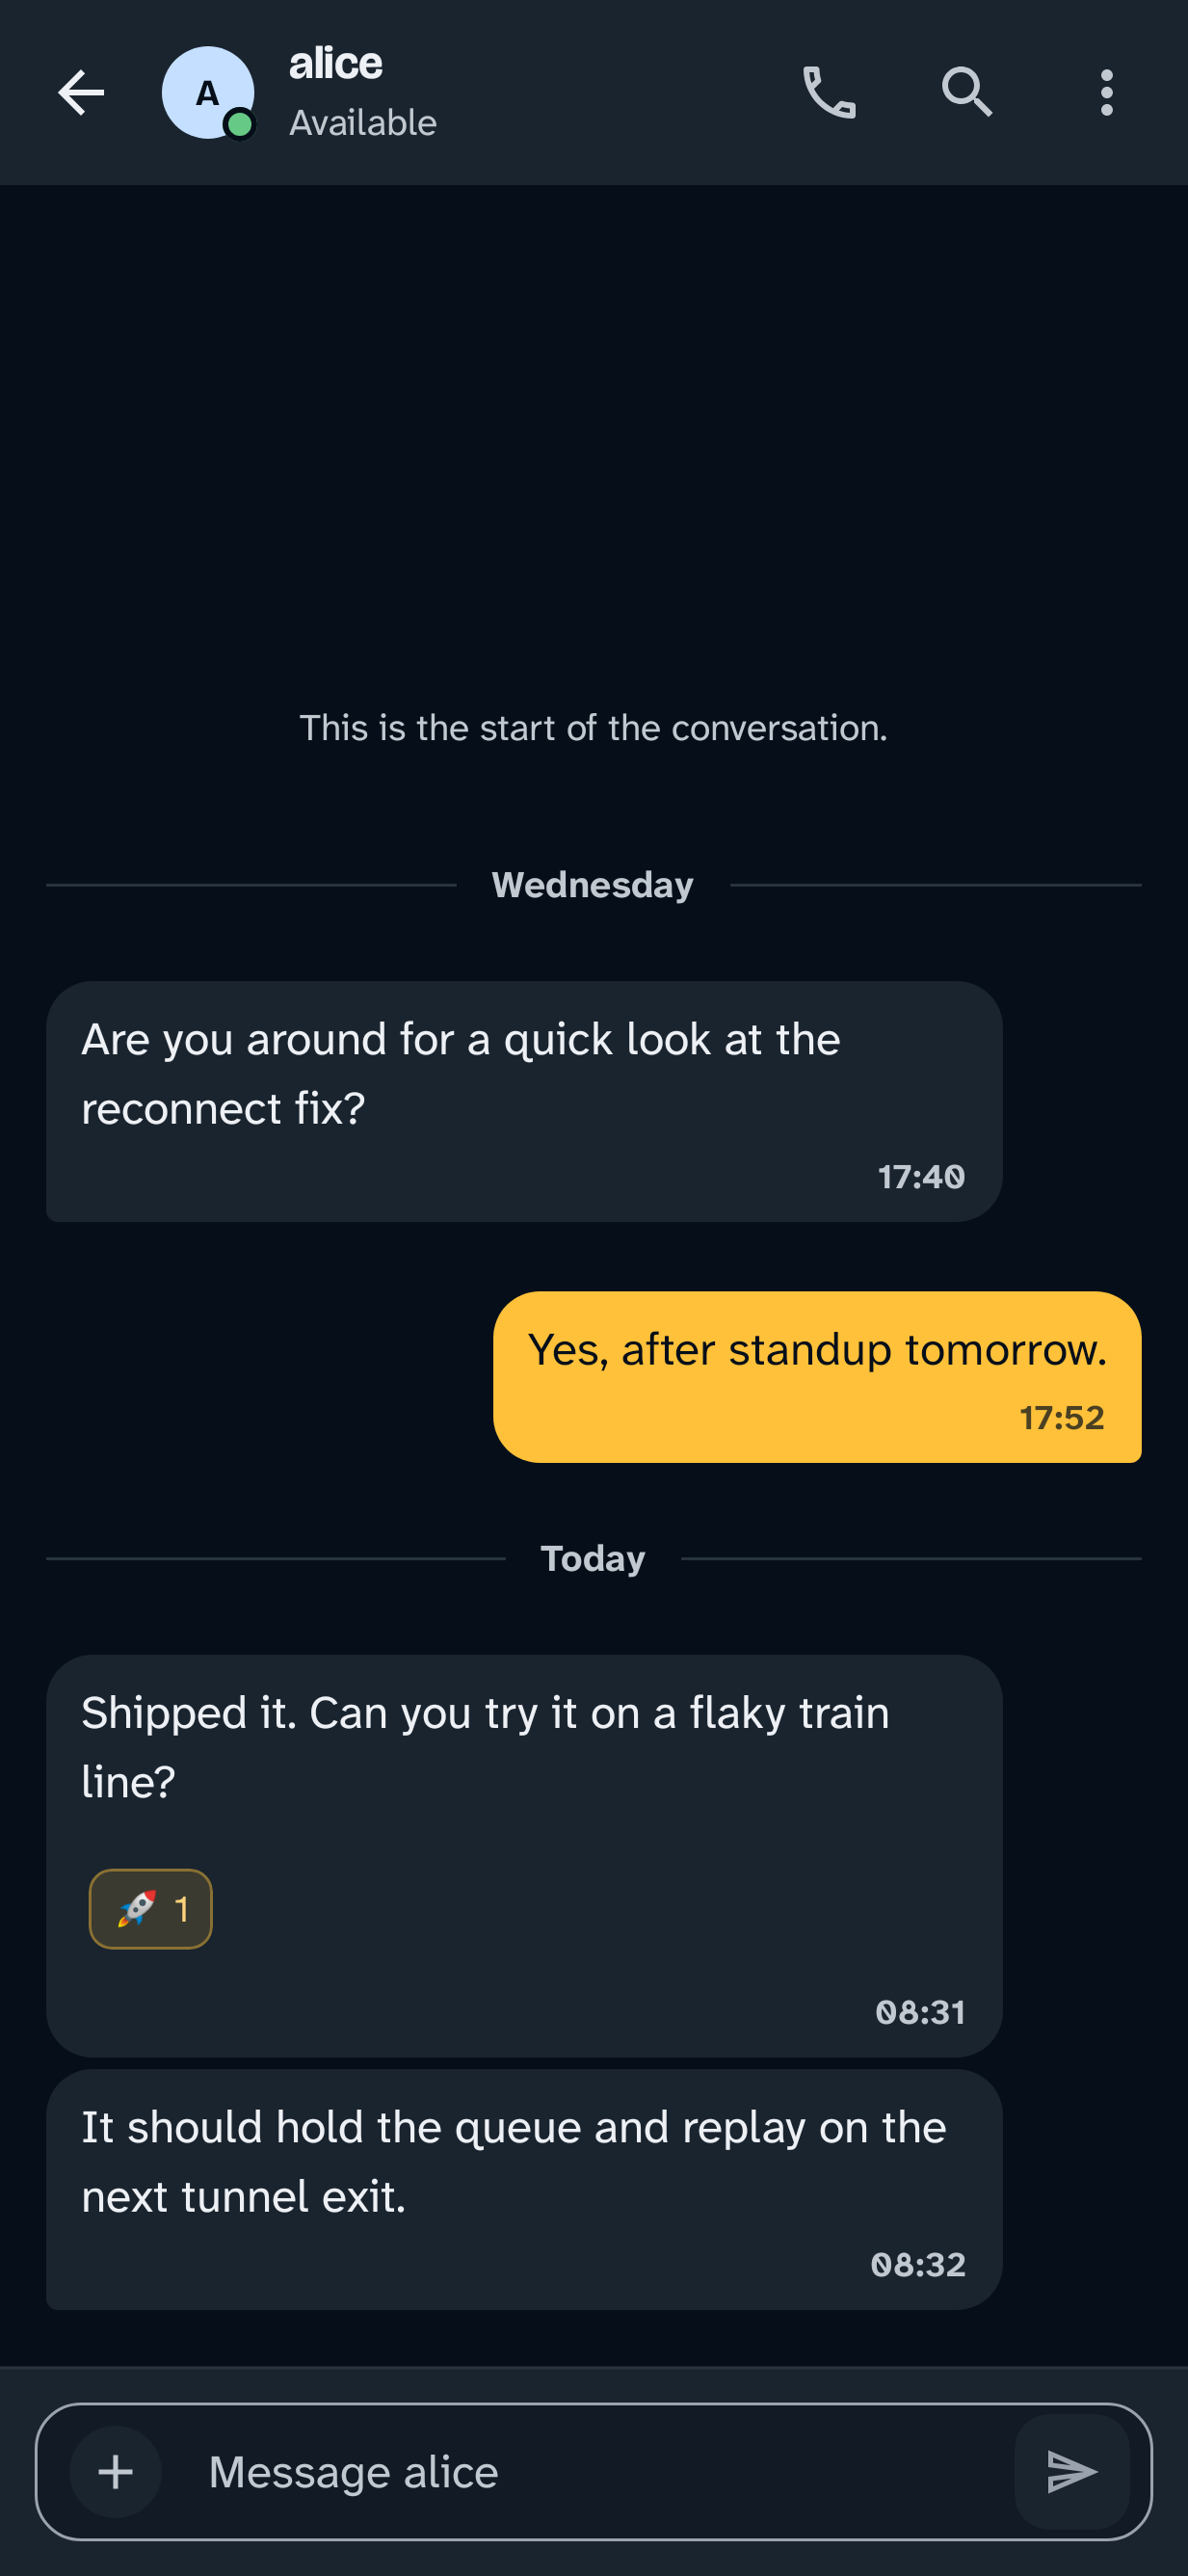 A
alice
Available
This is the start of the conversation.
Wednesday
Are you around for a quick look at the
reconnect fix?
17:40
Yes, after standup tomorrow.
17:52
Today
Shipped it. Can you try it on a flaky train
line?
🚀 1
08:31
It should hold the queue and replay on the
next tunnel exit.
08:32
Message alice